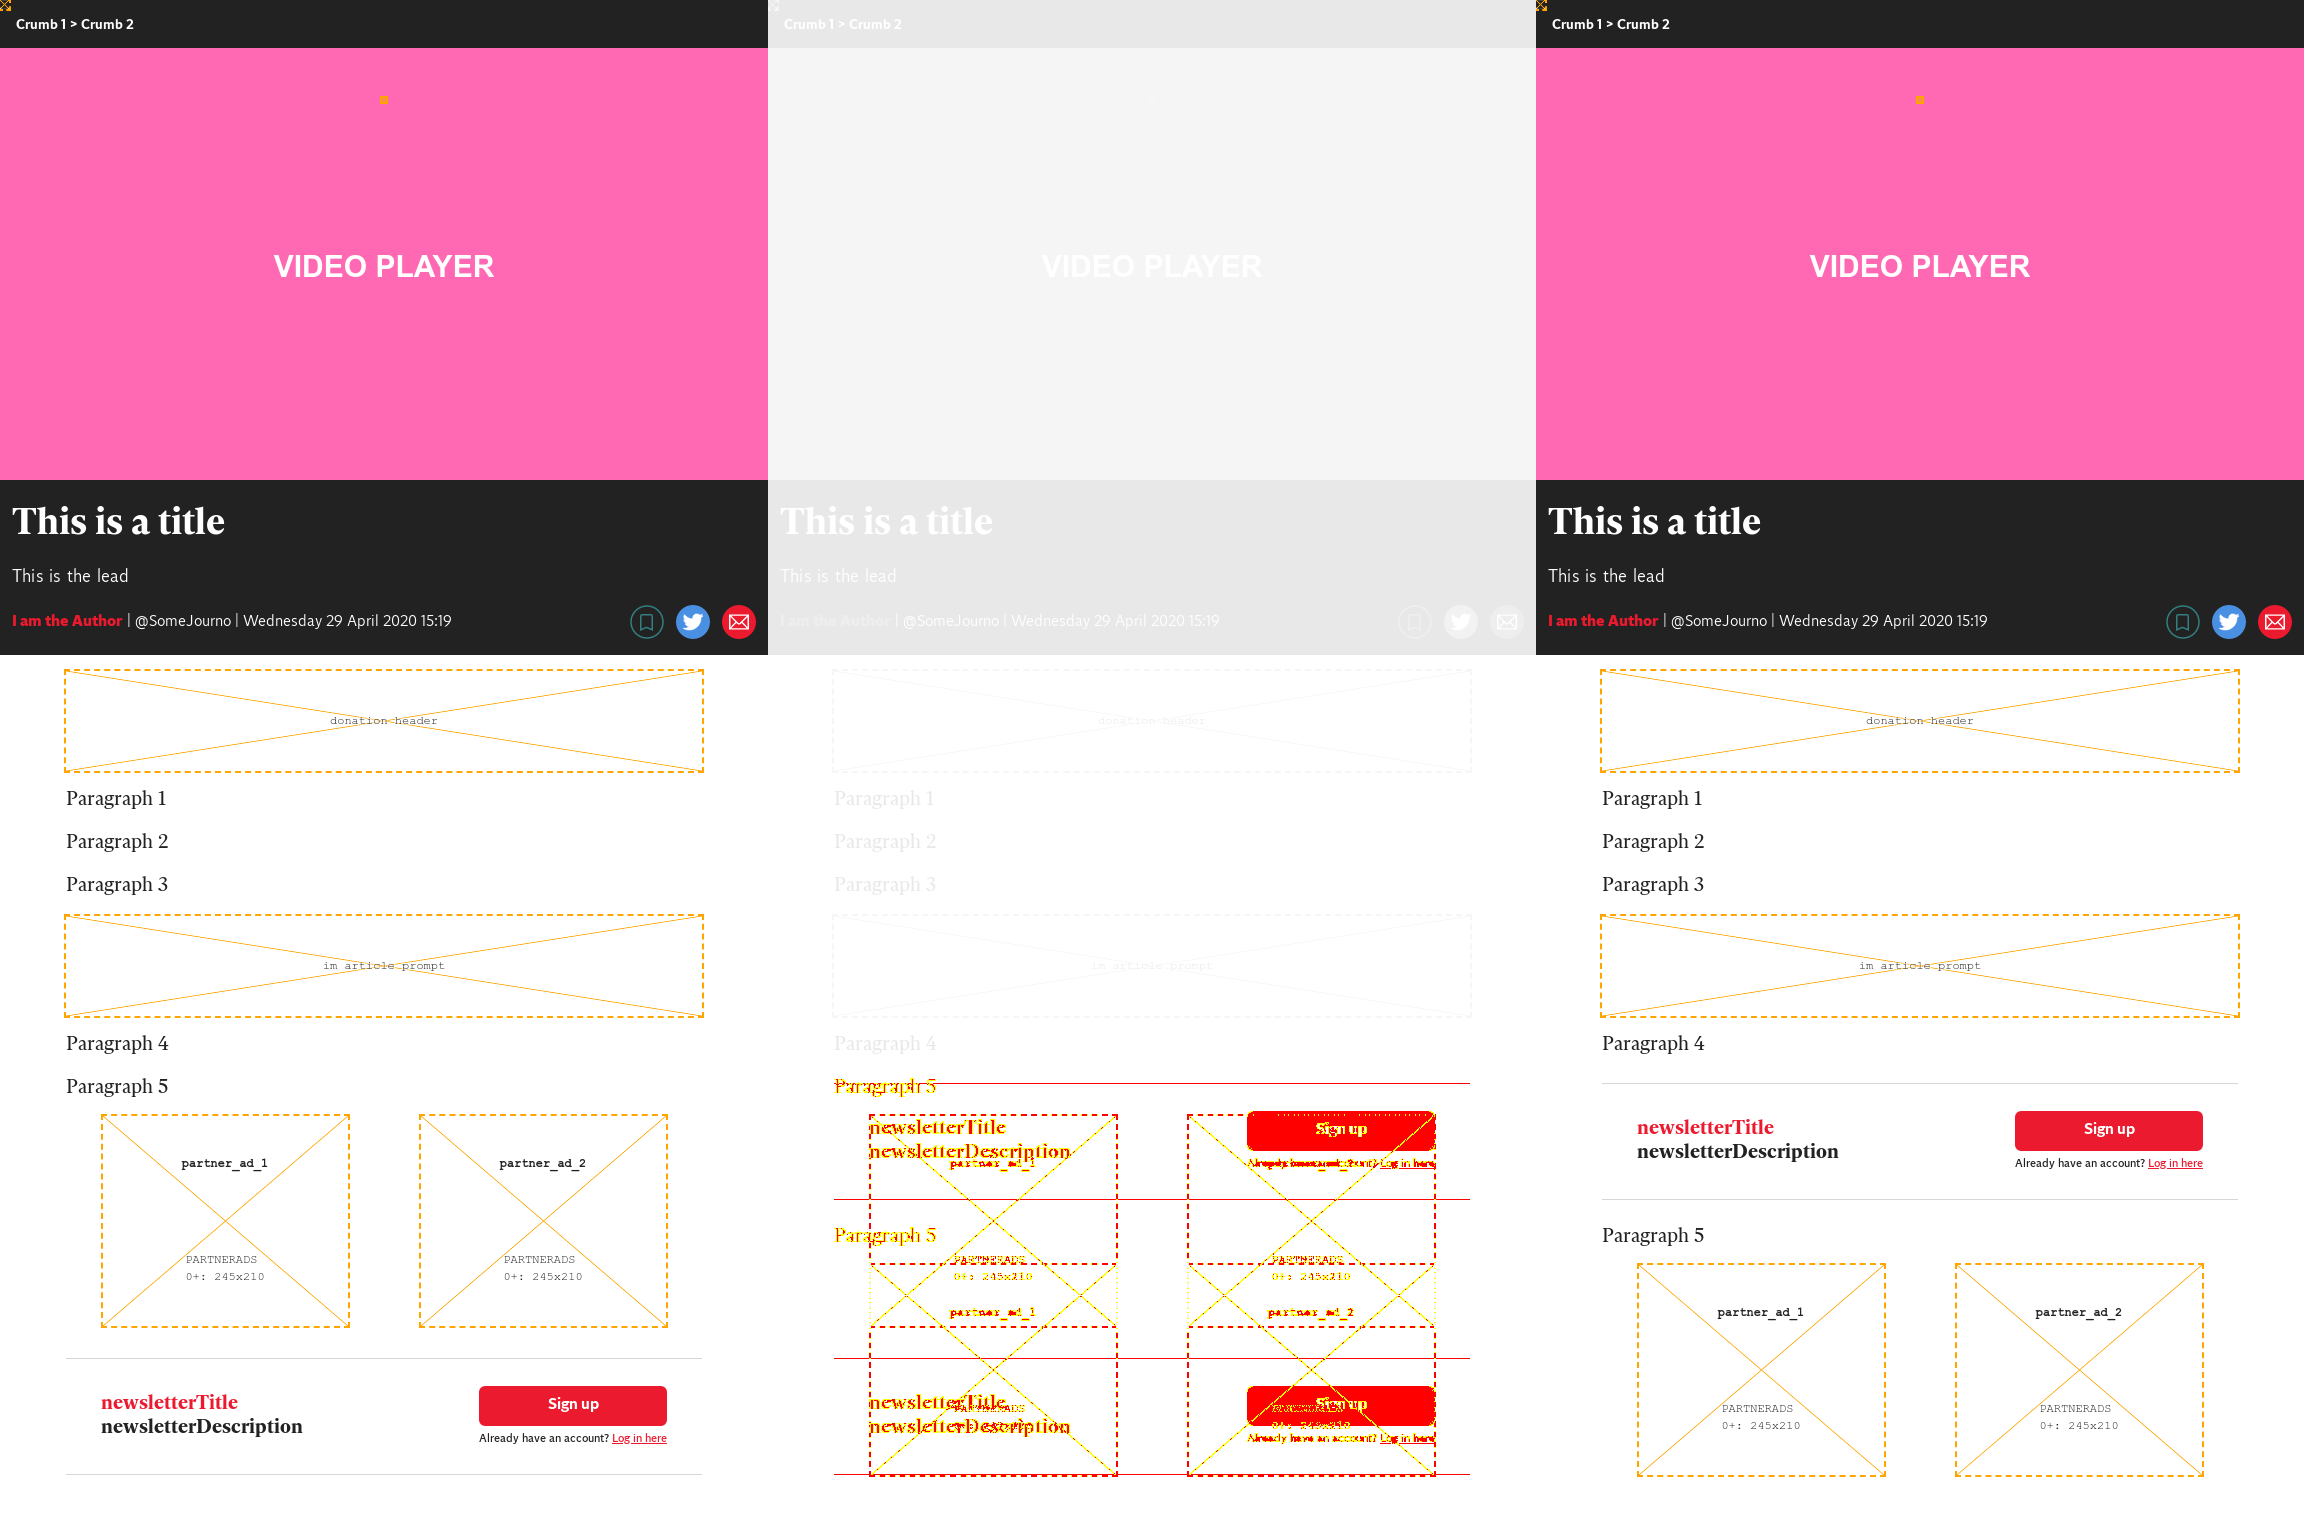 Crumb 1 > Crumb 2
VIDEO PLAYER
This is a title
This is the lead
I am the Author | @SomeJourno | Wednesday 29 April 2020 15:19
donation header
Paragraph 1
Paragraph 2
Paragraph 3
im article prompt
Paragraph 4
Paragraph 5
partner_ad_1
partner_ad_2
PARTNERADS
0+: 245x210
PARTNERADS
0+: 245x210
newsletterTitle
newsletterDescription
Sign up
Already have an account? Log in here
Crumb 1 > Crumb 2
VIDEO PLAYER
This is a title
This is the lead
I am the Author | @SomeJourno | Wednesday 29 April 2020 15:19
donation header
Paragraph 1
Paragraph 2
Paragraph 3
im article prompt
Paragraph 4
Paragraph 5
newsletterTitle
newsletterDescription
partner_ad_1
Sign up
Log in here
Paragraph 5
PARTNERADS
0+: 245x210
PARTNERADS
0+: 245x210
partner_ad_1
partner_ad_2
newsletterTitle
newsletterDescription
Sign up
Already have an account? Log in here
Crumb 1 > Crumb 2
VIDEO PLAYER
This is a title
This is the lead
I am the Author | @SomeJourno | Wednesday 29 April 2020 15:19
donation header
Paragraph 1
Paragraph 2
Paragraph 3
im article prompt
Paragraph 4
newsletterTitle
newsletterDescription
Sign up
Already have an account? Log in here
Paragraph 5
partner_ad_1
partner_ad_2
PARTNERADS
0+: 245x210
PARTNERADS
0+: 245x210